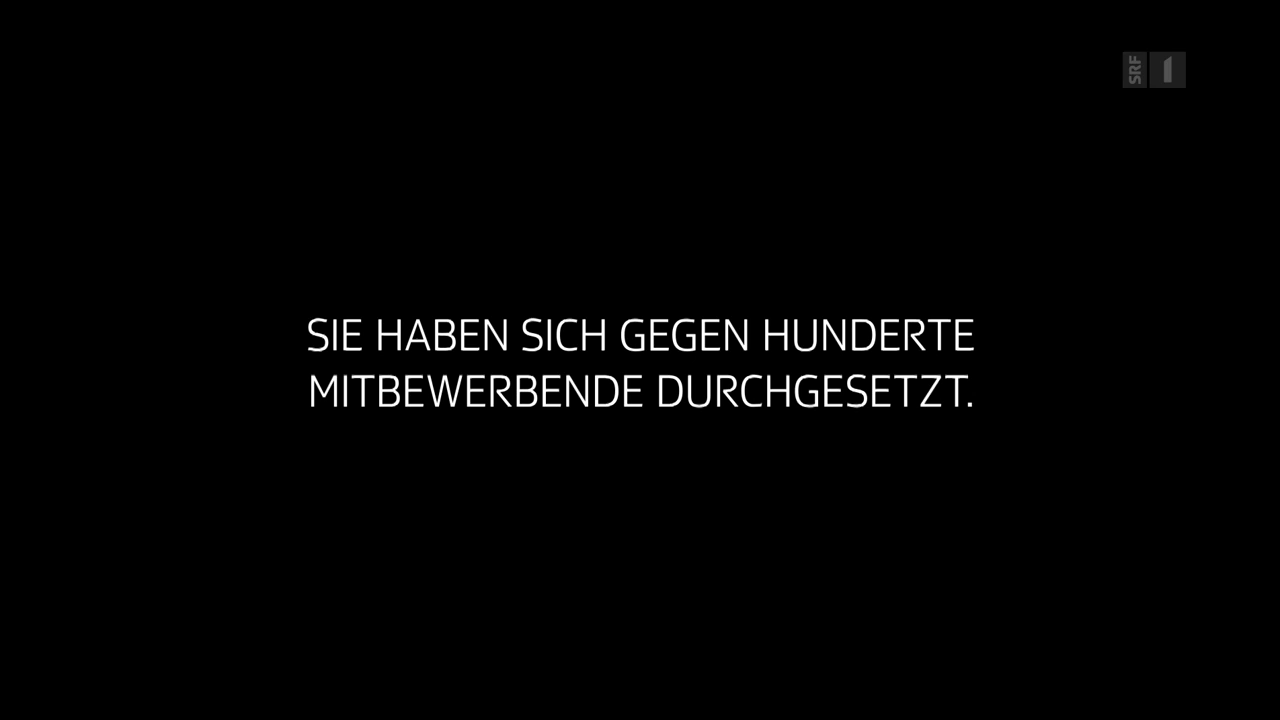 SRF 1
SIE HABEN SICH GEGEN HUNDERTE
MITBEWERBENDE DURCHGESETZT.